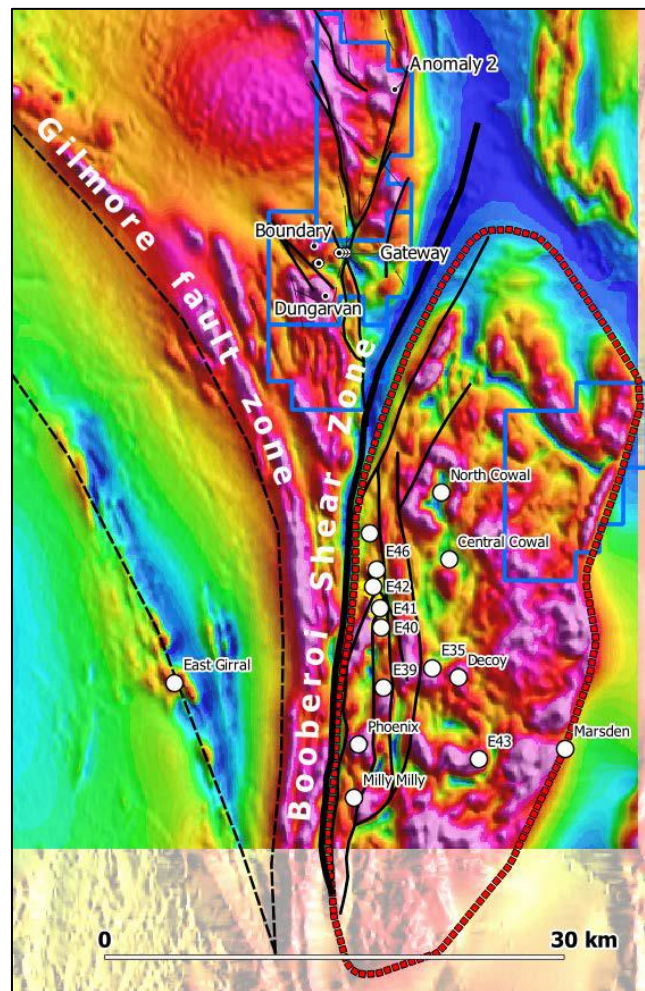 Anomaly 2
Gilmore fault zone
Boundary
Gateway
Dungarvan
Booberoi Shear Zone
North Cowal
Central Cowal
E46
E42
E41
E40
E35
Decoy
East Girral
E39
Phoenix
Marsden
E43
Milly Milly
0
30 km